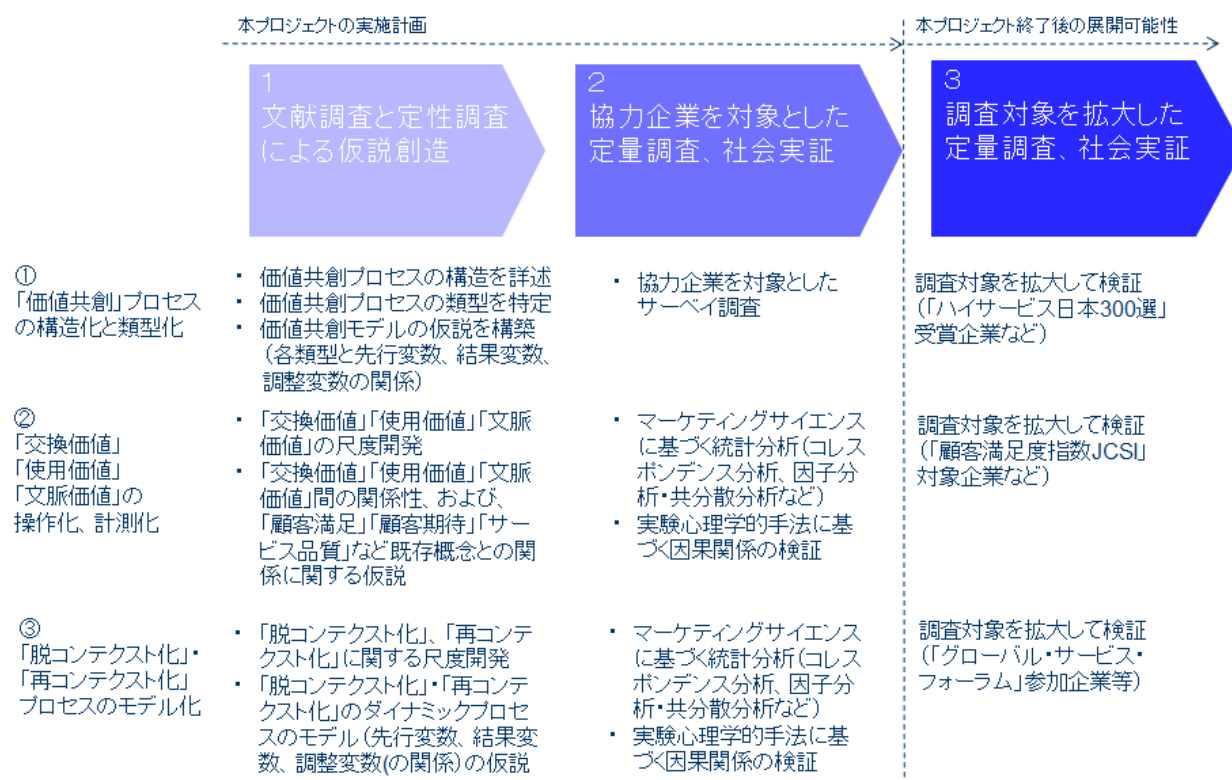 本プロジェクトの実施計画
本プロジェクト終了後の展開可能性
1
文献調査と定性調査
による仮説創造
2
協力企業を対象とした
定量調査、社会実証
3
調査対象を拡大した
定量調査、社会実証
①
「価値共創」プロセス
の構造化と類型化
・ 価値共創プロセスの構造を詳述
・ 価値共創プロセスの類型を特定
・ 価値共創モデルの仮説を構築
(各類型と先行変数、結果変数、
調整変数の関係)
・ 協力企業を対象とした
サーベイ調査
調査対象を拡大して検証
(「ハイサービス日本300選」
受賞企業など)
②
「交換価値」
「使用価値」
「文脈価値」の
操作化、計測化
・ 「交換価値」「使用価値」「文脈
価値」の尺度開発
・ 「交換価値」「使用価値」「文脈
価値」間の関係性、および、
「顧客満足」「顧客期待」「サー
ビス品質」など既存概念との関
係に関する仮説
・ マーケティングサイエンス
に基づく統計分析(コレス
ポンデンス分析、因子分
析・共分散分析など)
・ 実験心理学的手法に基
づく因果関係の検証
調査対象を拡大して検証
(「顧客満足度指数JCSI」
対象企業など)
③
「脱コンテクスト化」・
「再コンテクスト化」
プロセスのモデル化
・ 「脱コンテクスト化」、「再コンテ
クスト化」に関する尺度開発
・ 「脱コンテクスト化」・「再コンテ
クスト化」のダイナミックプロセ
スのモデル(先行変数、結果変
数、調整変数(の関係)の仮説
・ マーケティングサイエンス
に基づく統計分析(コレス
ポンデンス分析、因子分
析・共分散分析など)
・ 実験心理学的手法に基
づく因果関係の検証
調査対象を拡大して検証
(「グローバル・サービス・
フォーラム」参加企業等)